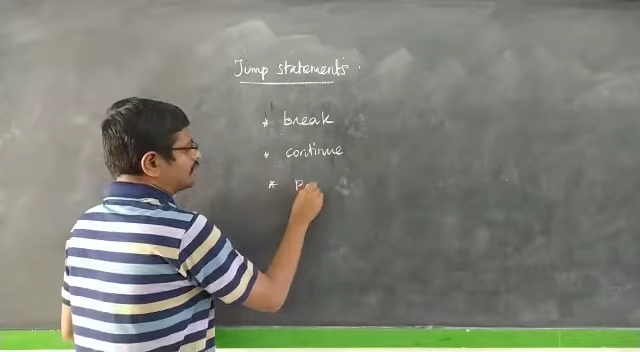 Jump statements.
* break
* continue
*